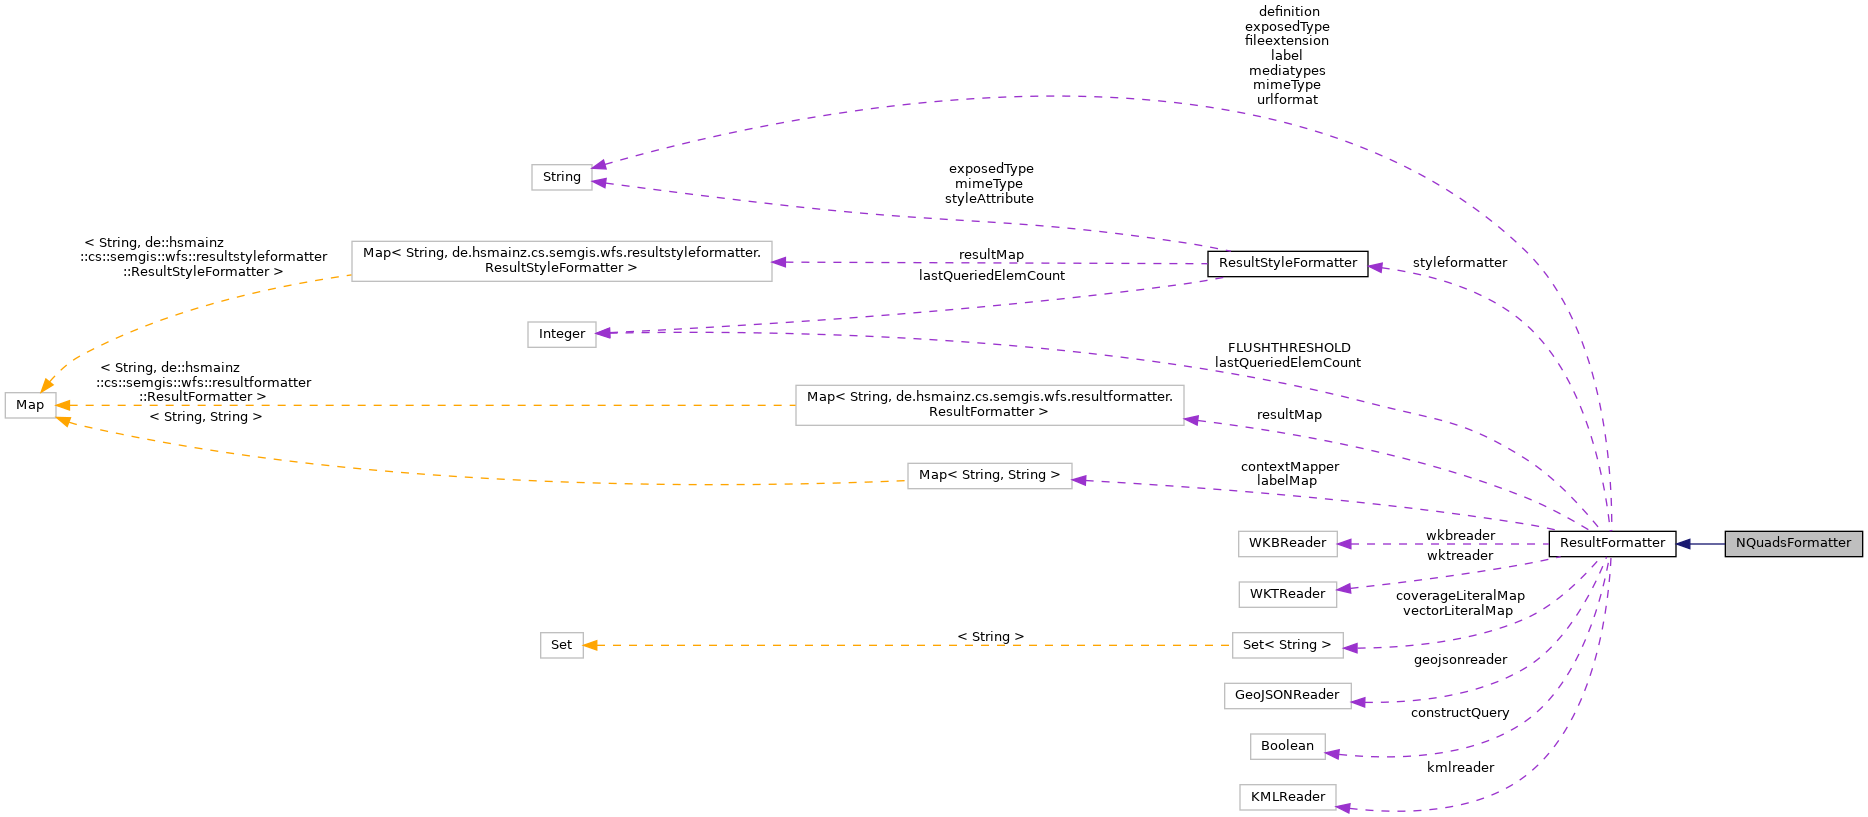 definition
exposedType
fileextension
label
mediatypes
mimeType
urlformat
String
exposedType
mimeType
styleAttribute
< String, de::hsmainz
::cs::semgis::wfs::resultstyleformatter
::ResultStyleFormatter >
Map< String, de.hsmainz.cs.semgis.wfs.resultstyleformatter.
ResultStyleFormatter >
resultMap
lastQueriedElemCount
ResultStyleFormatter
styleformatter
Integer
FLUSHTHRESHOLD
lastQueriedElemCount
< String, de::hsmainz
::cs::semgis::wfs::resultformatter
::ResultFormatter >
Map
< String, String >
Map< String, de.hsmainz.cs.semgis.wfs.resultformatter.
ResultFormatter >
resultMap
Map< String, String >
contextMapper
labelMap
WKBReader
wkbreader
ResultFormatter
NQuadsFormatter
wktreader
WKTReader
coverageLiteralMap
vectorLiteralMap
Set
< String >
Set< String >
geojsonreader
GeoJSONReader
constructQuery
Boolean
kmlreader
KMLReader